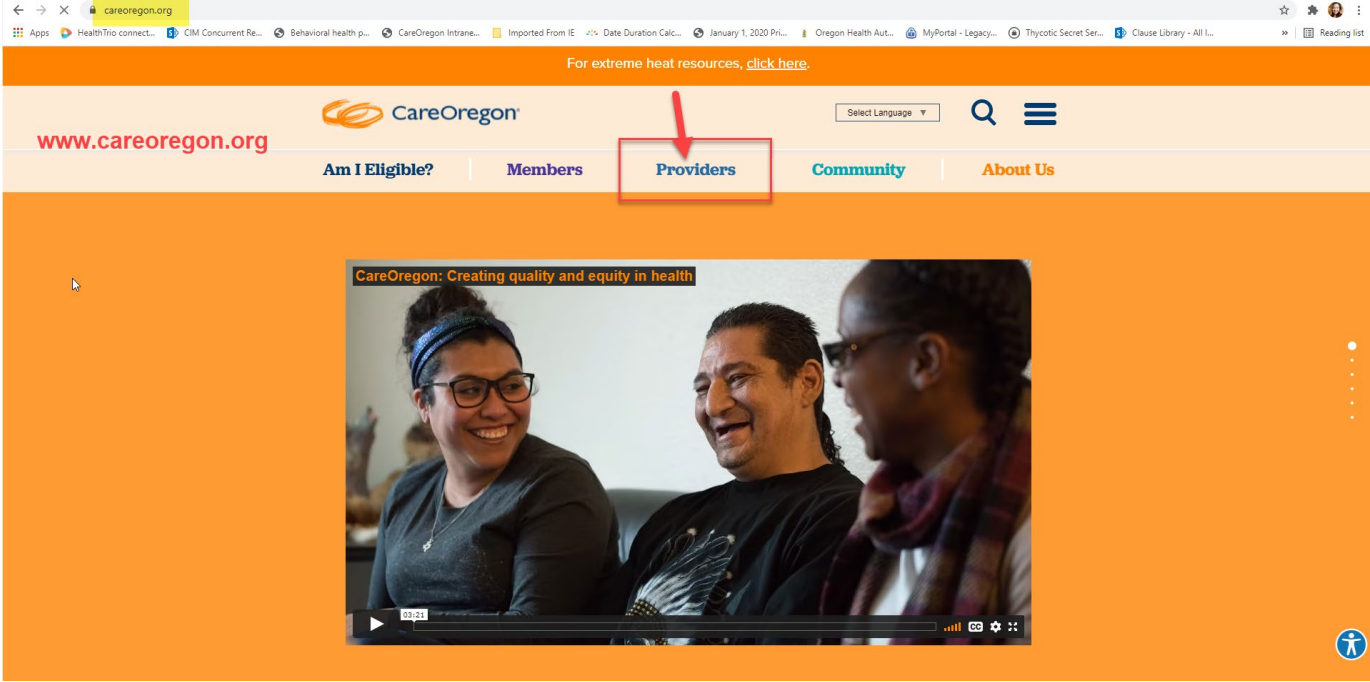 careoregon.org
Apps HealthTrio connect... CIM Concurrent Re... Behavioral health p... CareOregon Intrane... Imported From IE Date Duration Calc... January 1, 2020 Pri... Oregon Health Aut... MyPortal - Legacy... Thycotic Secret Ser... Clause Library - All I... » Reading list
For extreme heat resources, click here.
CareOregon®
Select Language ▼
www.careoregon.org
Am I Eligible? Members Providers Community About Us
CareOregon: Creating quality and equity in health
03:21
CC